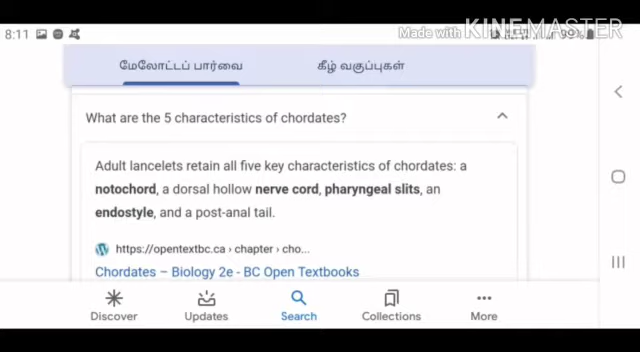 8:11
Made with KINEMASTER
99%
மேலோட்டப் பார்வை
கீழ் வகுப்புகள்
What are the 5 characteristics of chordates?
Adult lancelets retain all five key characteristics of chordates: a
notochord, a dorsal hollow nerve cord, pharyngeal slits, an
endostyle, and a post-anal tail.
https://opentextbc.ca › chapter › cho...
Chordates – Biology 2e - BC Open Textbooks
Discover
Updates
Search
Collections
More